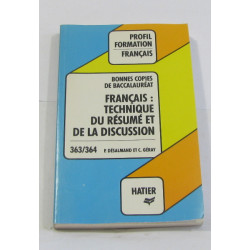 PROFIL
FORMATION
FRANÇAIS
BONNES COPIES
DE BACCALAURÉAT
FRANÇAIS :
TECHNIQUE
DU RÉSUMÉ ET
DE LA DISCUSSION
363/364 P. DÉSALMAND ET C. GERAY
HATIER